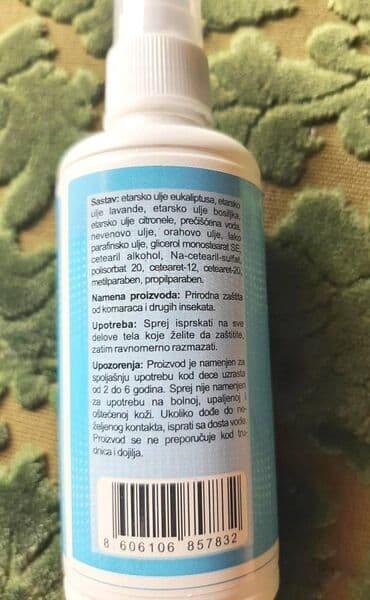 Sastav: etarsko ulje eukaliptusa, etarsko
ulje lavande, etarsko ulje bosiljka,
etarsko ulje citronele, prečišćena voda,
nevenovo ulje, orahovo ulje, lako
parafinsko ulje, glicerol monostearat SE,
cetearil alkohol, Na-cetearil-sulfat,
polisorbat 20, cetearet-12, cetearet-20,
metilparaben, propilparaben.
Namena proizvoda: Prirodna zaštita
od komaraca i drugih insekata.
Upotreba: Sprej isprskati na sve
delove tela koje želite da zaštitite,
zatim ravnomerno razmazati.
Upozorenja: Proizvod je namenjen za
spoljašnju upotrebu kod dece uzrasta
od 2 do 6 godina. Sprej nije namenjen
za upotrebu na bolnoj, upaljenoj i
oštećenoj koži. Ukoliko dođe do ne-
željenog kontakta, isprati sa dosta vode.
Proizvod se ne preporučuje kod tru-
dnica i dojilja.
8 606106 857832